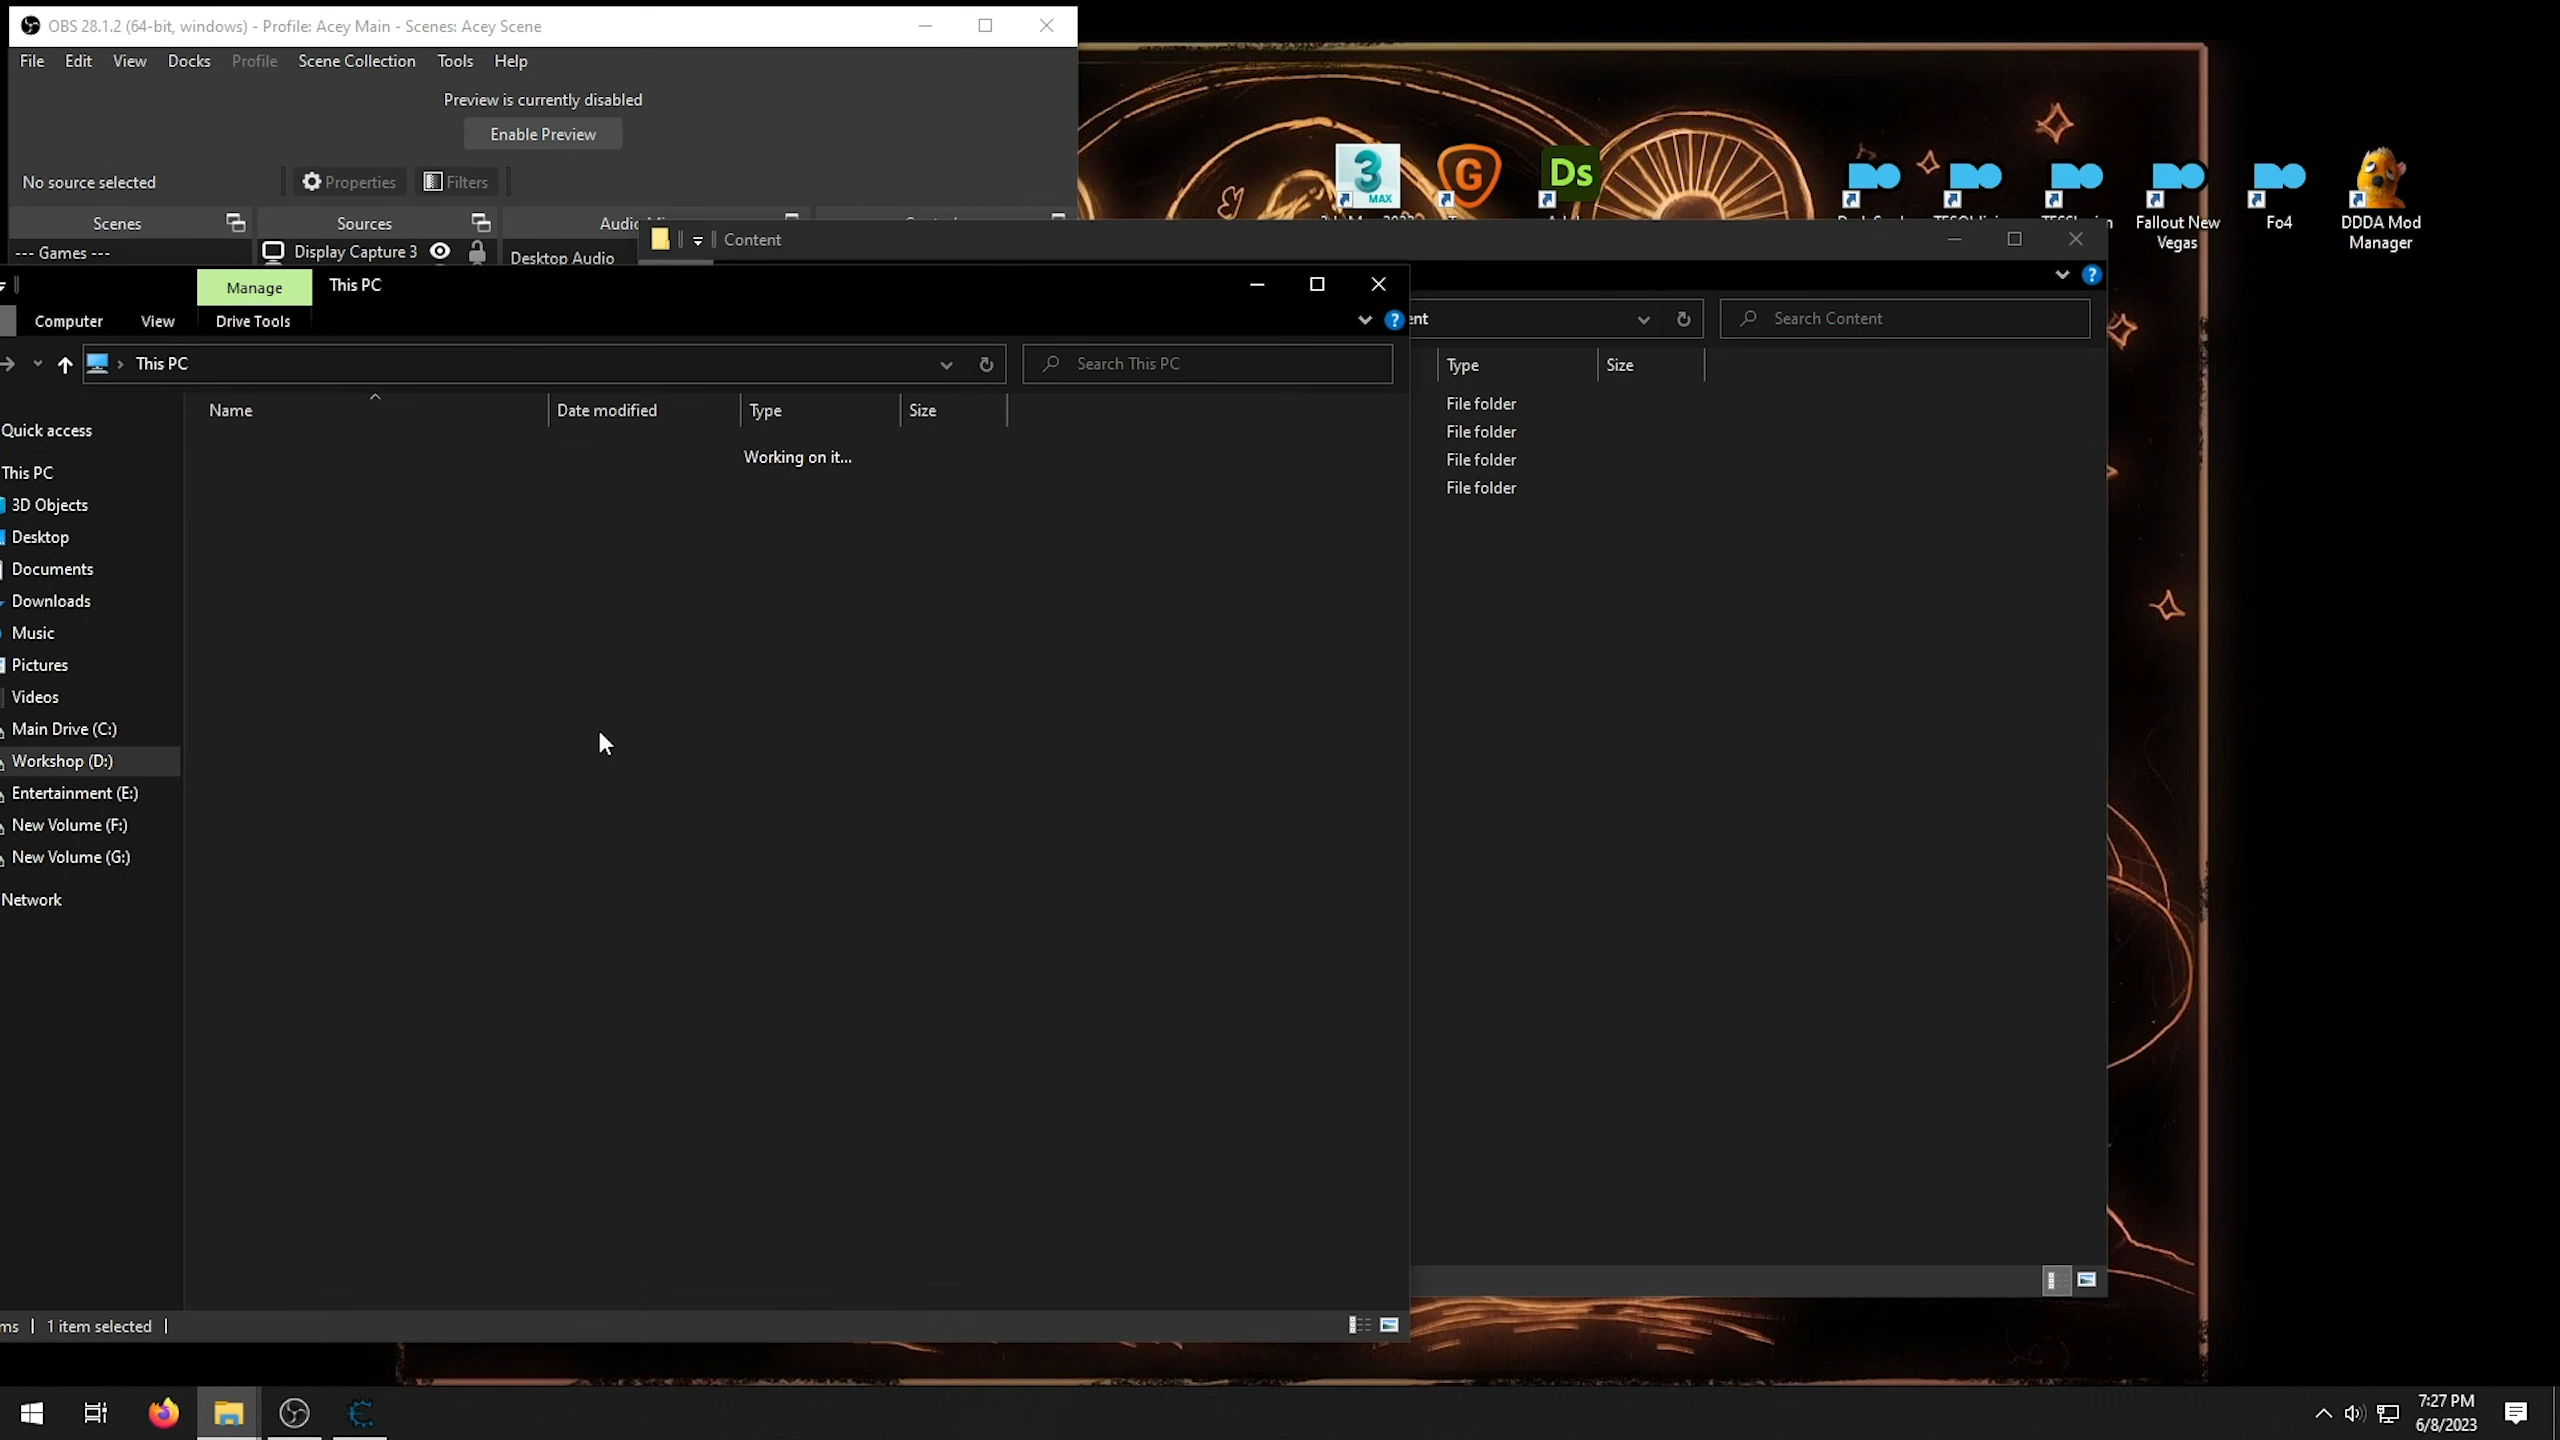 OBS 28.1.2 (64-bit, windows) - Profile: Acey Main - Scenes: Acey Scene
File Edit View Docks Profile Scene Collection Tools Help
Preview is currently disabled
Enable Preview
No source selected
Properties
Filters
Scenes
Sources
--- Games ---
Display Capture 3
Desktop Audio
3
MAX
G
Ds
Fallout New
Vegas
Fo4
DDDA Mod
Manager
Content
Search Content
Type
Size
File folder
File folder
File folder
File folder
Manage
This PC
Computer
View
Drive Tools
This PC
Search This PC
Name
Date modified
Type
Size
Working on it...
Quick access
This PC
3D Objects
Desktop
Documents
Downloads
Music
Pictures
Videos
Main Drive (C:)
Workshop (D:)
Entertainment (E:)
New Volume (F:)
New Volume (G:)
Network
1 item selected
7:27 PM
6/8/2023